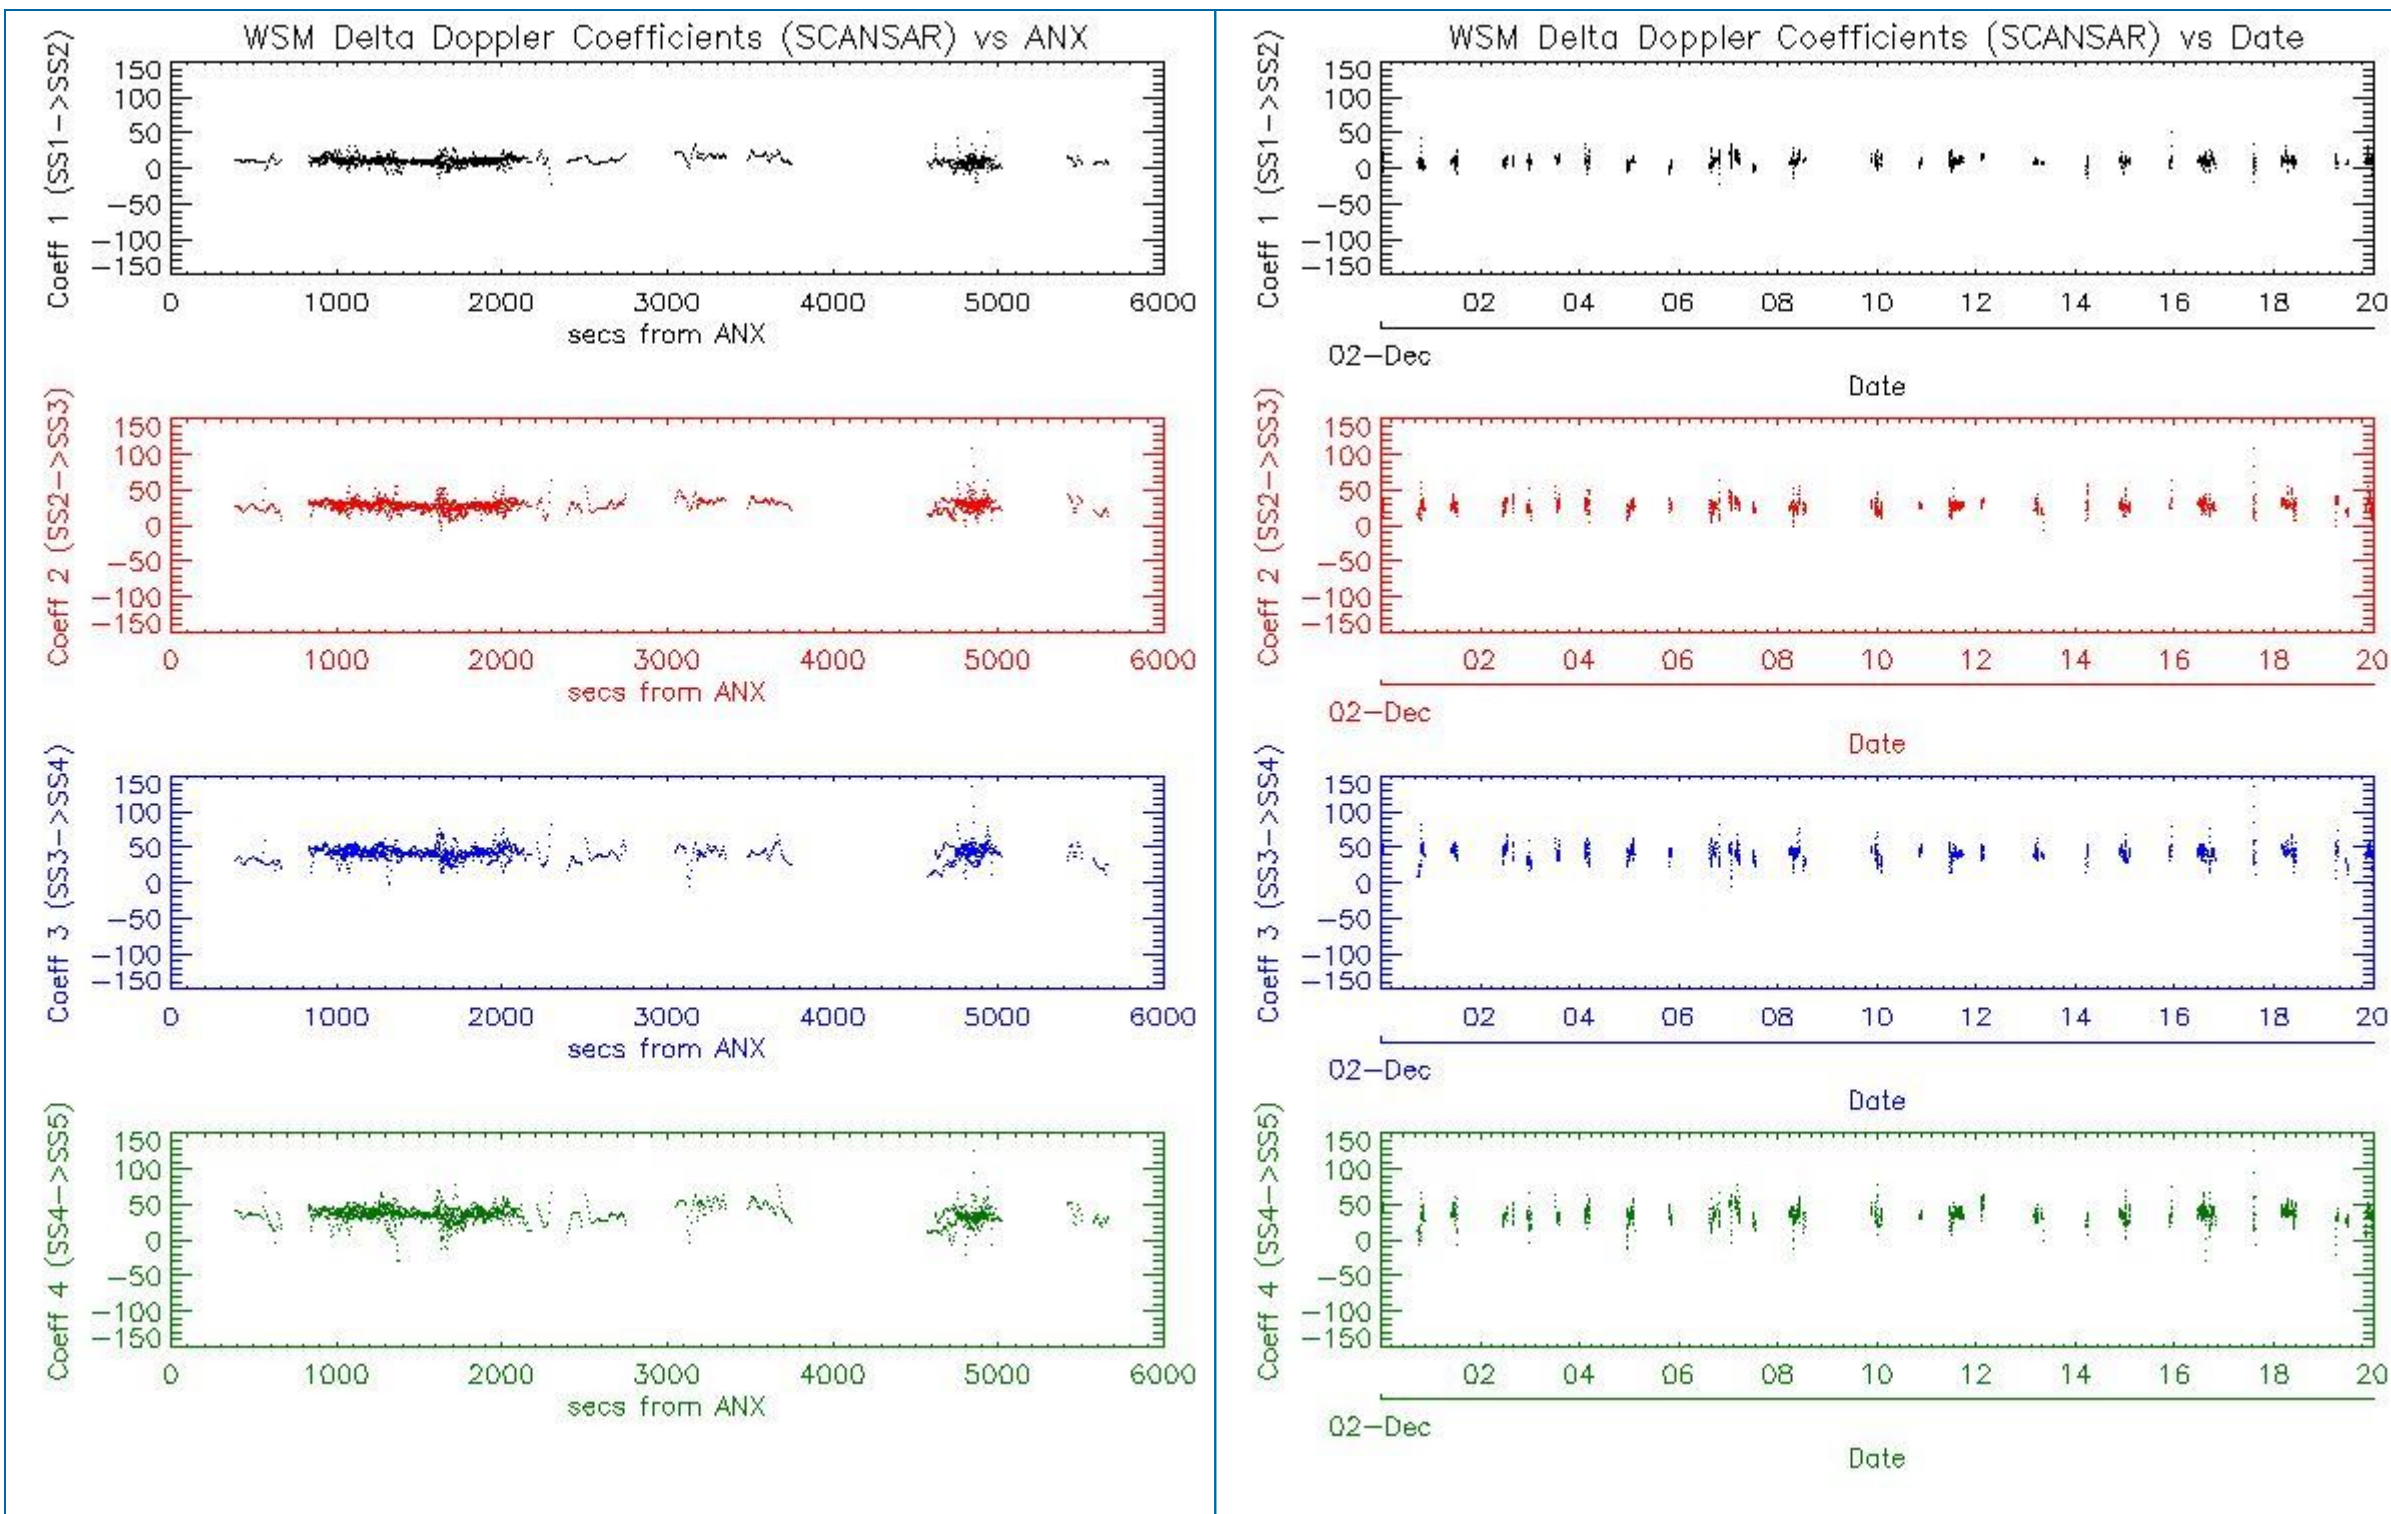 WSM Delta Doppler Coefficients (SCANSAR) vs ANX
Coeff 1 (SS1->SS2)
150
100
50
0
-50
-100
-150
0 1000 2000 3000 4000 5000 6000
secs from ANX
Coeff 2 (SS2->SS3)
150
100
50
0
-50
-100
-150
0 1000 2000 3000 4000 5000 6000
secs from ANX
Coeff 3 (SS3->SS4)
150
100
50
0
-50
-100
-150
0 1000 2000 3000 4000 5000 6000
secs from ANX
Coeff 4 (SS4->SS5)
150
100
50
0
-50
-100
-150
0 1000 2000 3000 4000 5000 6000
secs from ANX
WSM Delta Doppler Coefficients (SCANSAR) vs Date
Coeff 1 (SS1->SS2)
150
100
50
0
-50
-100
-150
02 04 06 08 10 12 14 16 18 20
02-Dec
Date
Coeff 2 (SS2->SS3)
150
100
50
0
-50
-100
-150
02 04 06 08 10 12 14 16 18 20
02-Dec
Date
Coeff 3 (SS3->SS4)
150
100
50
0
-50
-100
-150
02 04 06 08 10 12 14 16 18 20
02-Dec
Date
Coeff 4 (SS4->SS5)
150
100
50
0
-50
-100
-150
02 04 06 08 10 12 14 16 18 20
02-Dec
Date